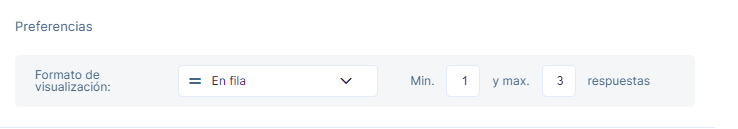 Preferencias
Formato de
visualización:
En fila
Min. 1 y max. 3 respuestas